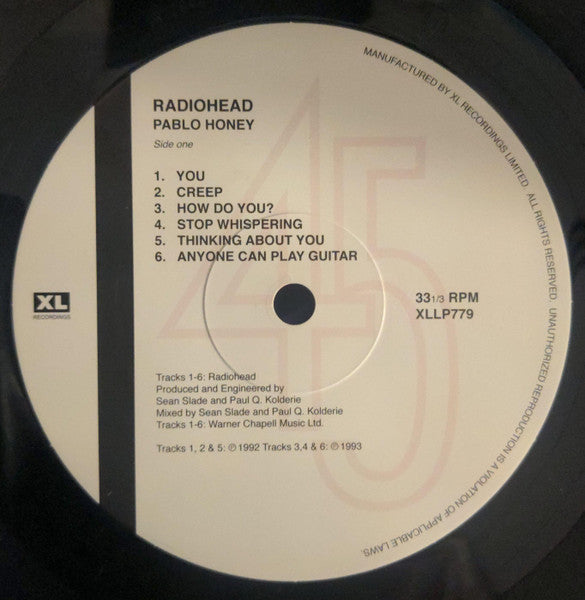 RADIOHEAD
PABLO HONEY
Side one
1. YOU
2. CREEP
3. HOW DO YOU?
4. STOP WHISPERING
5. THINKING ABOUT YOU
6. ANYONE CAN PLAY GUITAR
45
XL
RECORDINGS
33 1/3 RPM
XLLP779
Tracks 1-6: Radiohead
Produced and Engineered by
Sean Slade and Paul Q. Kolderie
Mixed by Sean Slade and Paul Q. Kolderie
Tracks 1-6: Warner Chapell Music Ltd.
Tracks 1, 2 & 5: ℗ 1992 Tracks 3,4 & 6: ℗ 1993
MANUFACTURED BY XL RECORDINGS LIMITED. ALL RIGHTS RESERVED. UNAUTHORIZED REPRODUCTION IS A VIOLATION OF APPLICABLE LAWS.